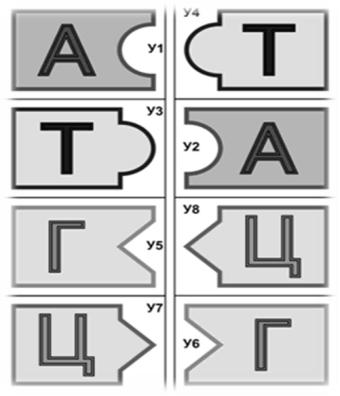 А У1 У4 Т
Т У3 У2 А
Г У5 У8 Ц
Ц У7 У6 Г